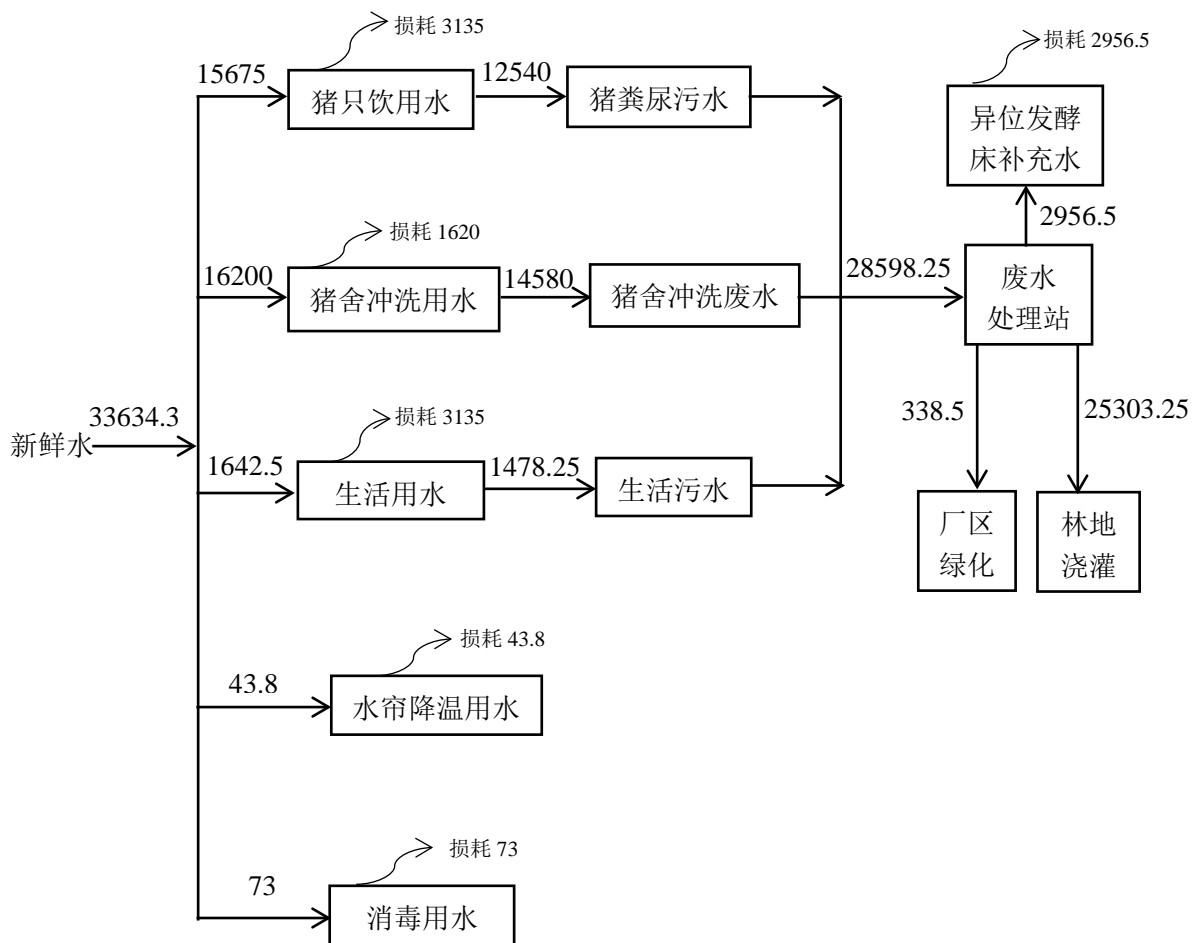 损耗 3135
15675
猪只饮用水
12540
猪粪尿污水
损耗 2956.5
异位发酵
床补充水
2956.5
损耗 1620
16200
猪舍冲洗用水
14580
猪舍冲洗废水
28598.25
废水
处理站
338.5
25303.25
厂区
绿化
林地
浇灌
新鲜水
33634.3
损耗 3135
1642.5
生活用水
1478.25
生活污水
损耗 43.8
43.8
水帘降温用水
损耗 73
73
消毒用水